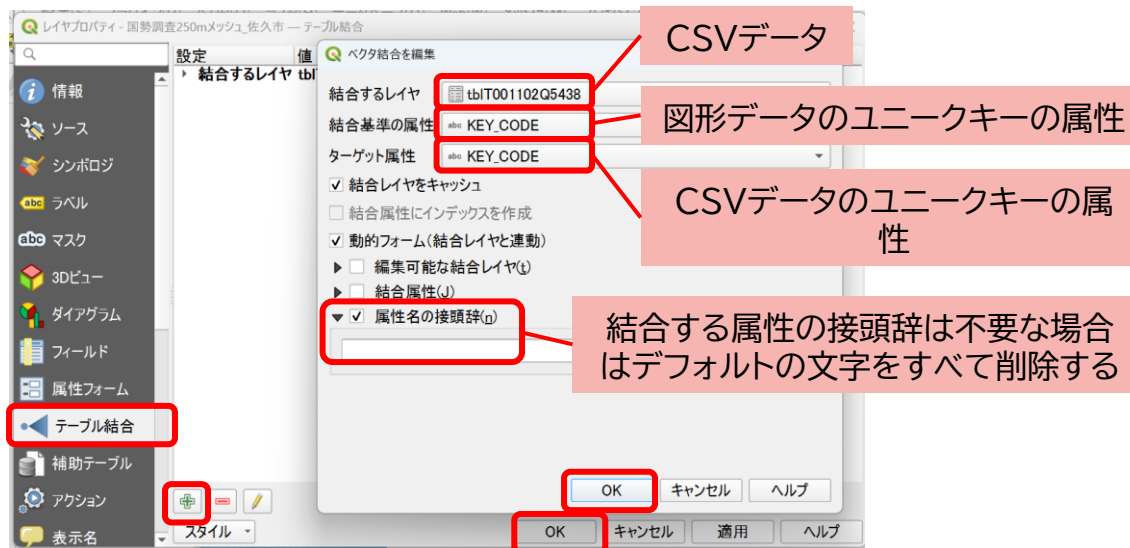 レイヤプロパティ - 国勢調査250mメッシュ_佐久市 — テーブル結合
設定 値
結合するレイヤ tbl
情報
ソース
シンボロジ
abc ラベル
abc マスク
3Dビュー
ダイアグラム
フィールド
属性フォーム
テーブル結合
補助テーブル
アクション
表示名
ベクタ結合を編集
結合するレイヤ tblT001102Q5438
結合基準の属性 abc KEY_CODE
ターゲット属性 abc KEY_CODE
結合レイヤをキャッシュ
結合属性にインデックスを作成
動的フォーム(結合レイヤと連動)
編集可能な結合レイヤ(t)
結合属性(J)
属性名の接頭辞(n)
OK キャンセル ヘルプ
スタイル
OK キャンセル 適用 ヘルプ
CSVデータ
図形データのユニークキーの属性
CSVデータのユニークキーの属
性
結合する属性の接頭辞は不要な場合
はデフォルトの文字をすべて削除する